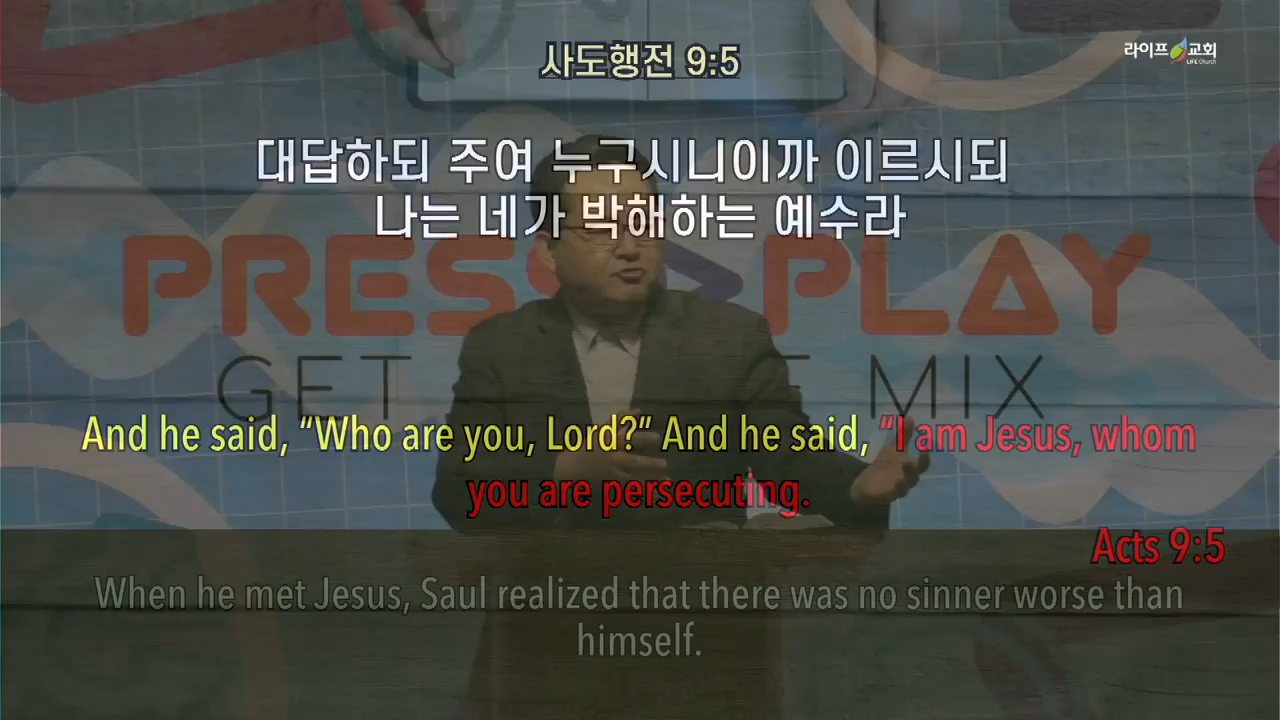 사도행전 9:5
라이프교회
LIFE Church
대답하되 주여 누구시니이까 이르시되
나는 네가 박해하는 예수라
PRESS PLAY
GET MIX
And he said, “Who are you, Lord?” And he said, “I am Jesus, whom
you are persecuting.
Acts 9:5
When he met Jesus, Saul realized that there was no sinner worse than
himself.